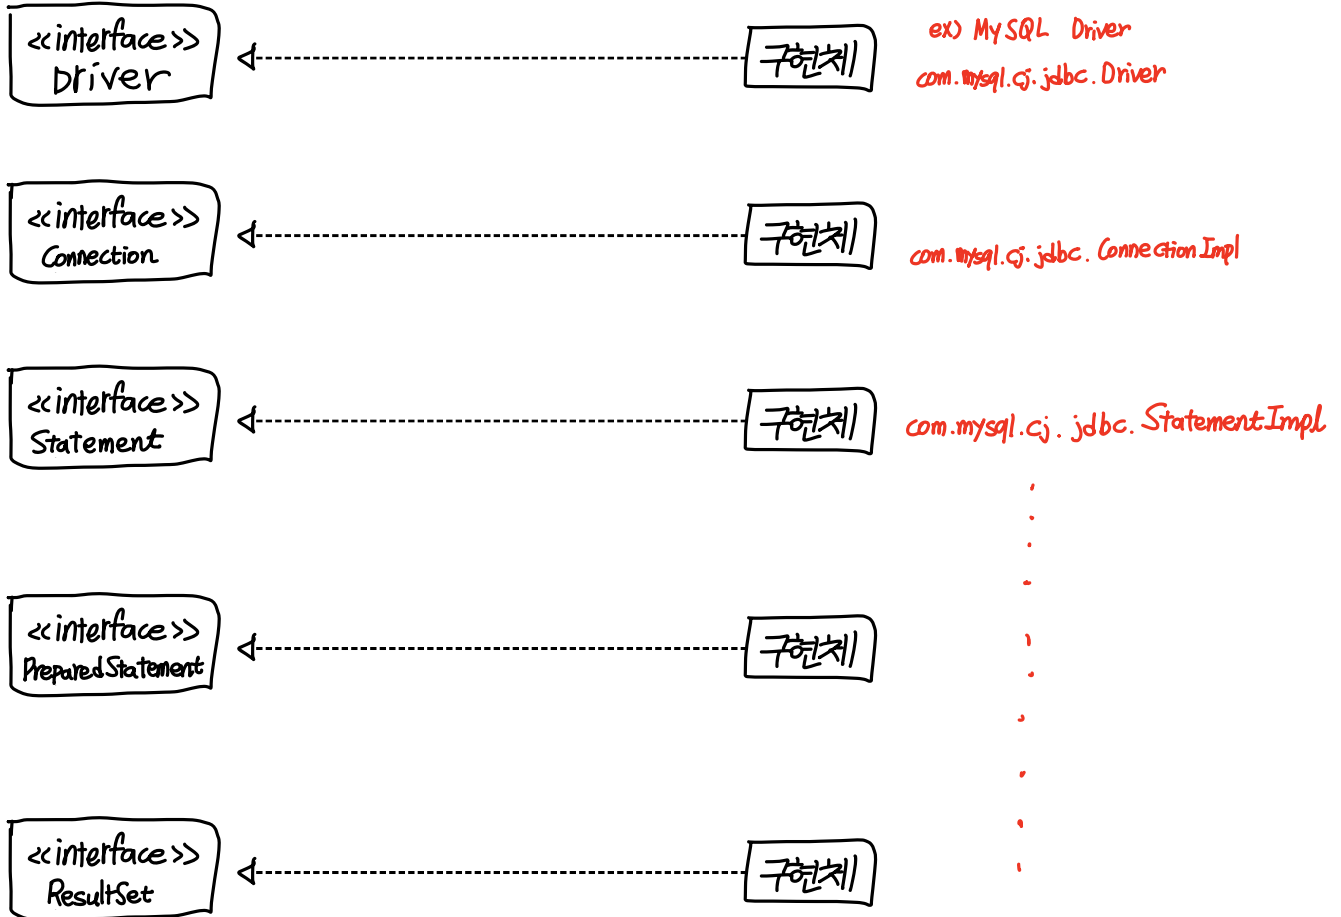 <<interface>>
Driver
구현체
ex) MySQL Driver
com.mysql.cj.jdbc.Driver
<<interface>>
Connection
구현체
com.mysql.cj.jdbc.ConnectionImpl
<<interface>>
Statement
구현체
com.mysql.cj.jdbc.StatementImpl
<<interface>>
PreparedStatement
구현체
<<interface>>
ResultSet
구현체